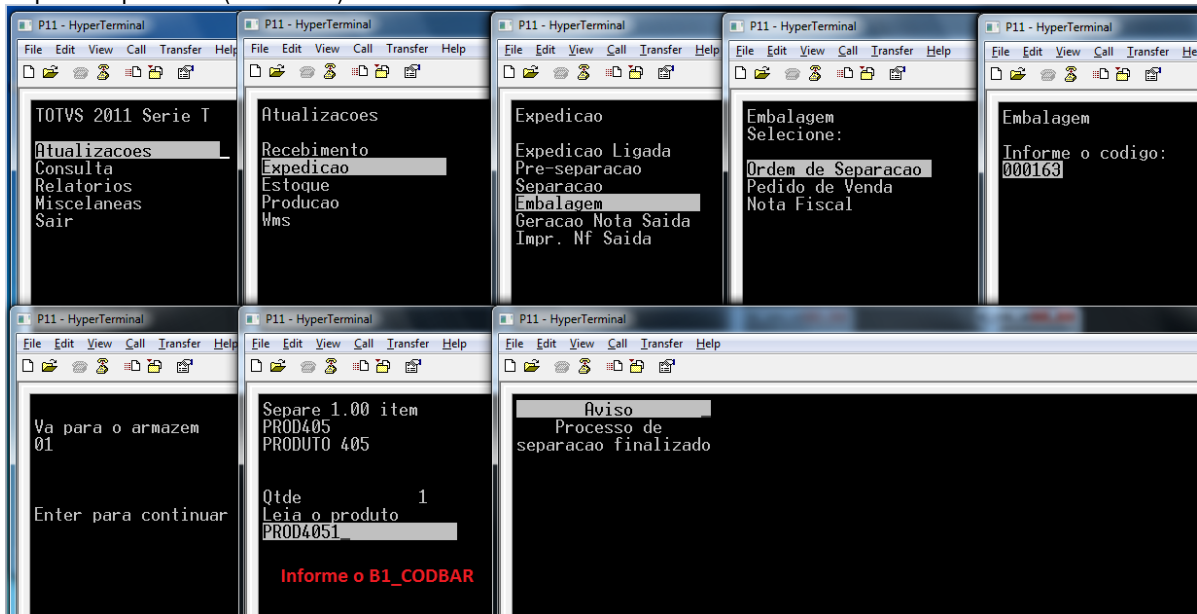 P11 - HyperTerminal
File Edit View Call Transfer Help
TOTVS 2011 Serie T
Atualizacoes
Consulta
Relatorios
Miscelaneas
Sair
P11 - HyperTerminal
File Edit View Call Transfer Help
Atualizacoes
Recebimento
Expedicao
Estoque
Producao
Wms
P11 - HyperTerminal
File Edit View Call Transfer Help
Expedicao
Expedicao Ligada
Pre-separacao
Separacao
Embalagem
Geracao Nota Saida
Impr. Nf Saida
P11 - HyperTerminal
File Edit View Call Transfer Help
Embalagem
Selecione:
Ordem de Separacao
Pedido de Venda
Nota Fiscal
P11 - HyperTerminal
File Edit View Call Transfer He
Embalagem
Informe o codigo:
000163
P11 - HyperTerminal
File Edit View Call Transfer Help
Va para o armazem
01
Enter para continuar
P11 - HyperTerminal
File Edit View Call Transfer Help
Separe 1.00 item
PROD405
PRODUTO 405
Qtde 1
Leia o produto
PROD4051_
Informe o B1_CODBAR
P11 - HyperTerminal
File Edit View Call Transfer Help
Aviso
Processo de
separacao finalizado